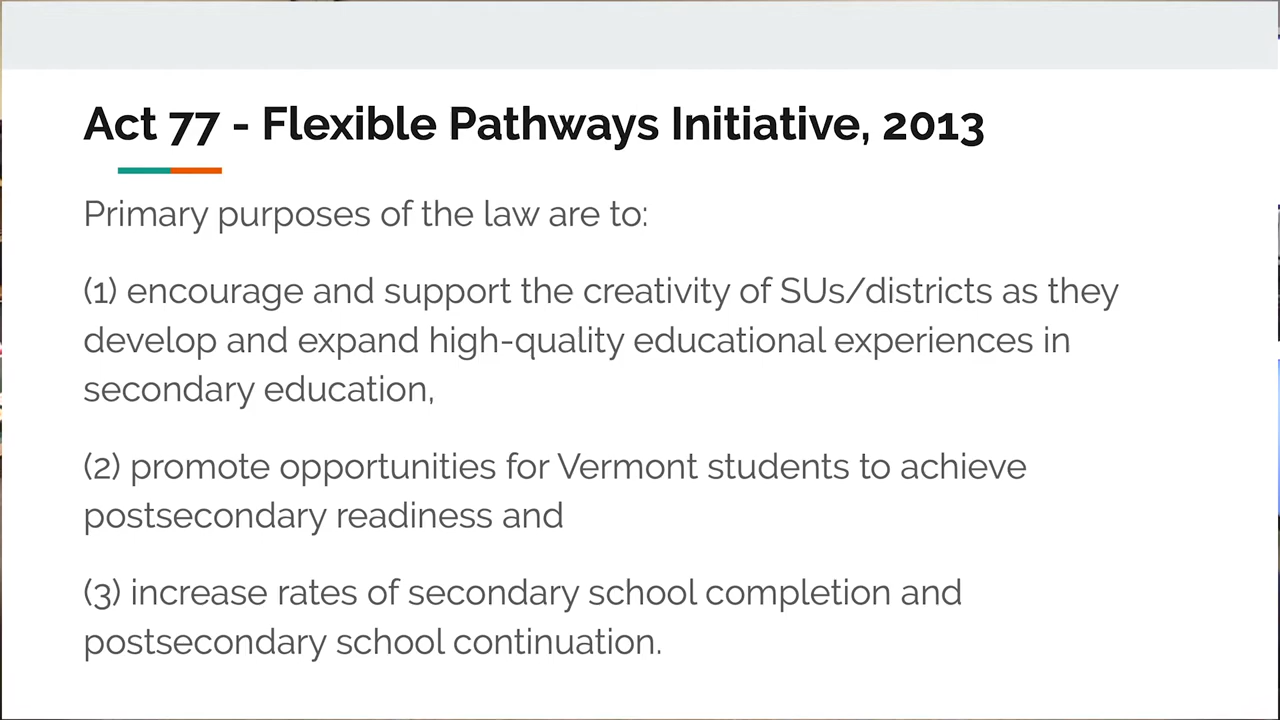 Act 77 - Flexible Pathways Initiative, 2013
Primary purposes of the law are to:
(1) encourage and support the creativity of SUs/districts as they
develop and expand high-quality educational experiences in
secondary education,
(2) promote opportunities for Vermont students to achieve
postsecondary readiness and
(3) increase rates of secondary school completion and
postsecondary school continuation.